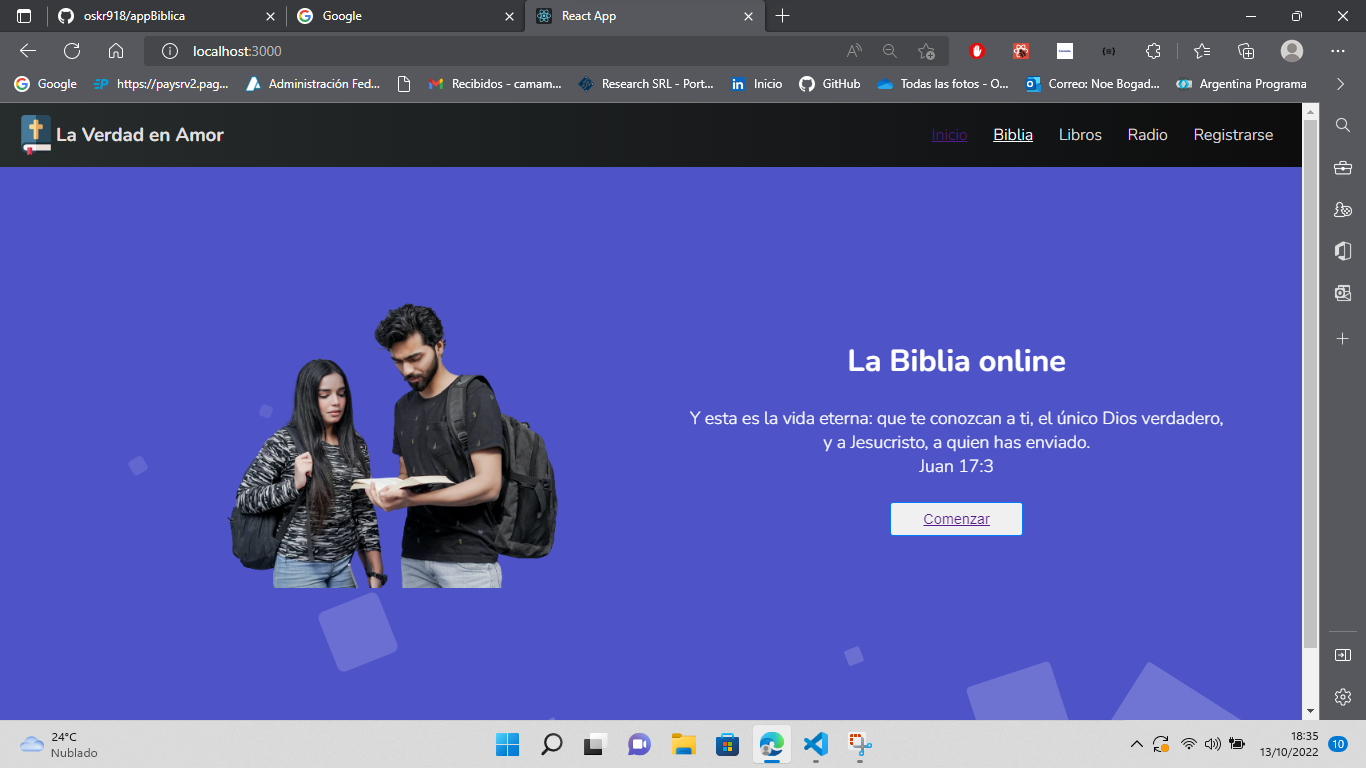 oskr918/appBiblica
Google
React App
localhost:3000
Google
https://paysrv2.pag...
Administración Fed...
Recibidos - camam...
Research SRL - Port...
Inicio
GitHub
Todas las fotos - O...
Correo: Noe Bogad...
Argentina Programa
La Verdad en Amor
Inicio
Biblia
Libros
Radio
Registrarse
La Biblia online
Y esta es la vida eterna: que te conozcan a ti, el único Dios verdadero,
y a Jesucristo, a quien has enviado.
Juan 17:3
Comenzar
24°C
Nublado
18:35
13/10/2022
10